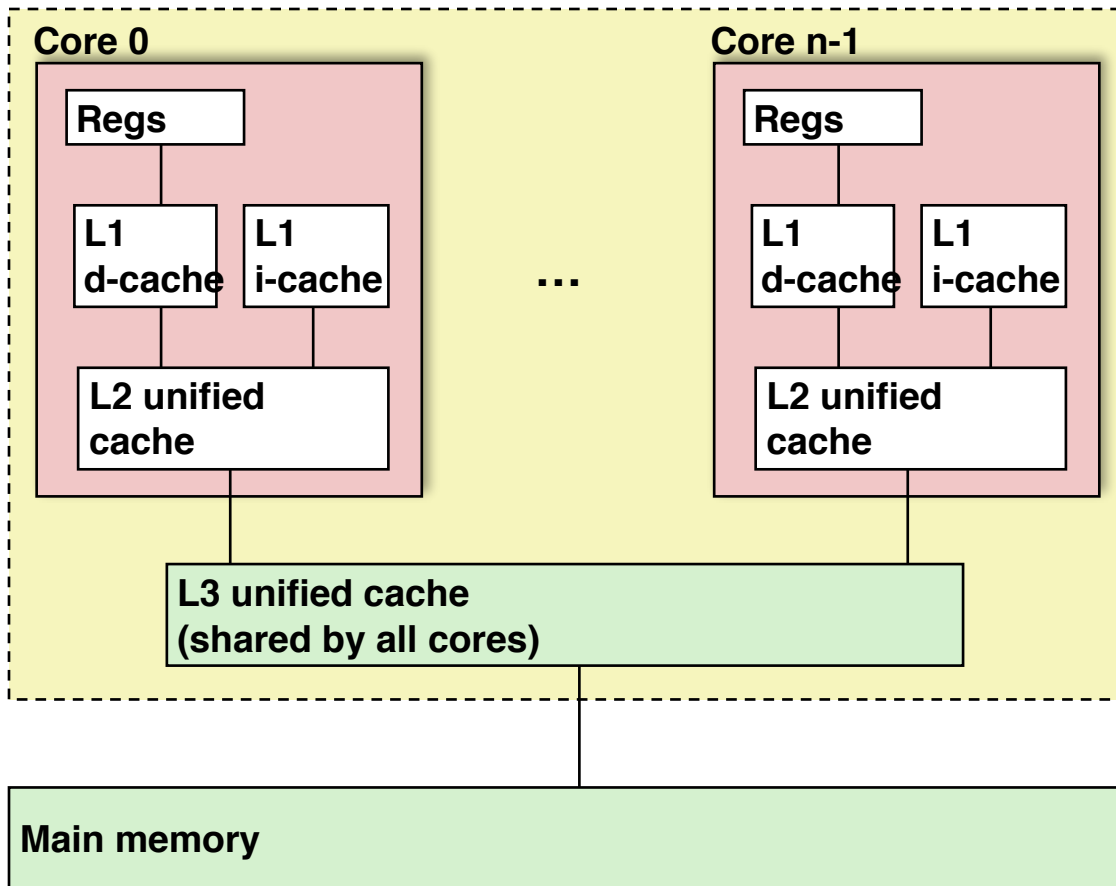 Core 0
Regs
L1
d-cache
L1
i-cache
L2 unified
cache
...
Core n-1
Regs
L1
d-cache
L1
i-cache
L2 unified
cache
L3 unified cache
(shared by all cores)
Main memory